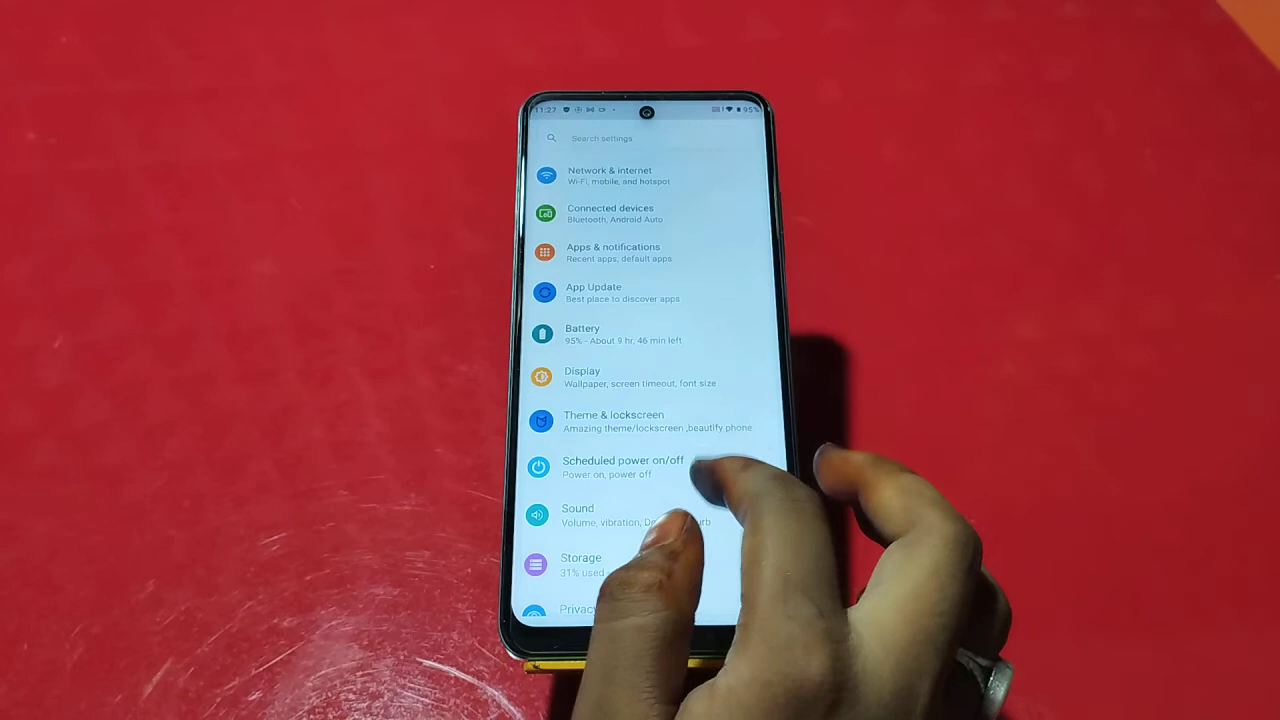 11:27
95%
Search settings
Network & internet
Wi-Fi, mobile, and hotspot
Connected devices
Bluetooth, Android Auto
Apps & notifications
Recent apps, default apps
App Update
Best place to discover apps
Battery
95% - About 9 hr, 46 min left
Display
Wallpaper, screen timeout, font size
Theme & lockscreen
Amazing theme/lockscreen ,beautify phone
Scheduled power on/off
Power on, power off
Sound
Volume, vibration,
Storage
31% used
Privacy